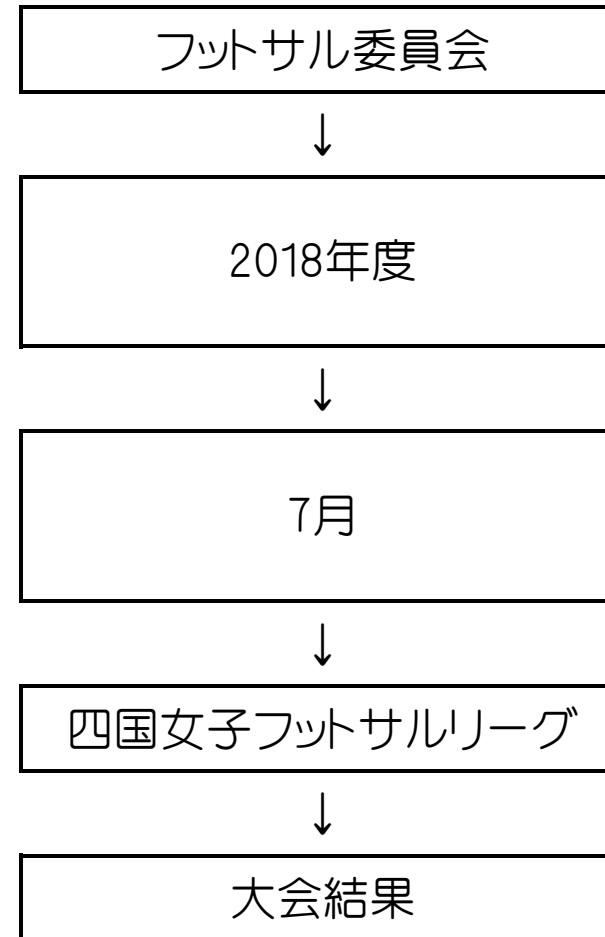 フットサル委員会
↓
2018年度
↓
7月
↓
四国女子フットサルリーグ
↓
大会結果